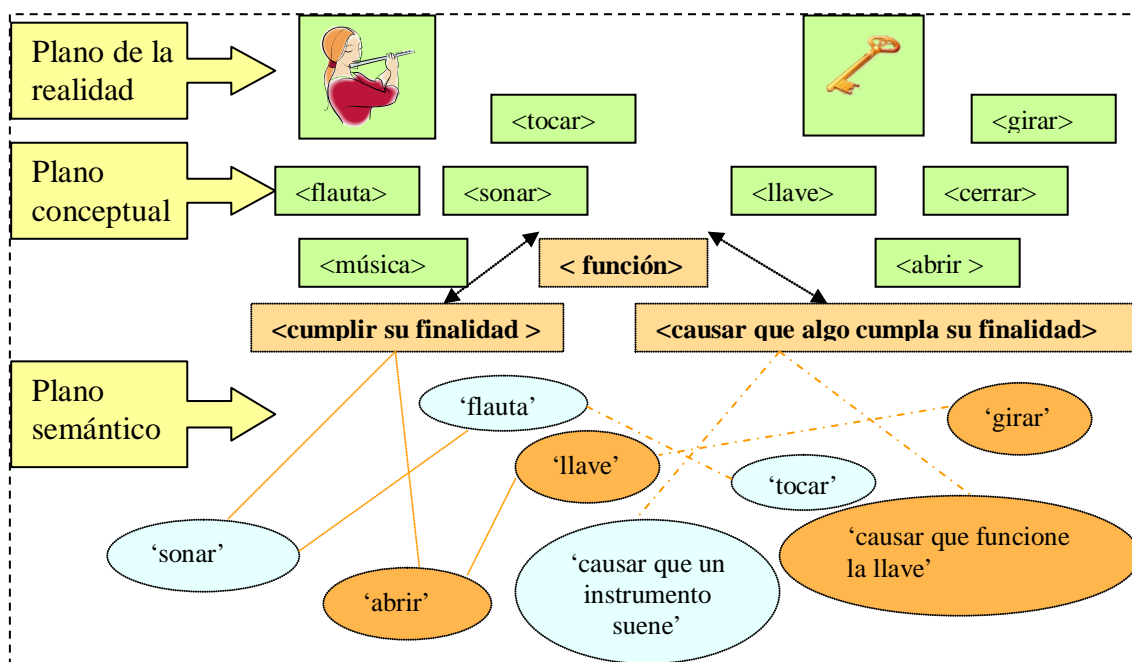 Plano de la
realidad
<tocar>
<girar>
Plano
conceptual
<flauta>
<sonar>
<llave>
<cerrar>
<música>
< función>
<abrir >
<cumplir su finalidad >
<causar que algo cumpla su finalidad>
Plano
semántico
‘flauta’
‘girar’
‘llave’
‘tocar’
‘sonar’
‘causar que funcione
la llave’
‘causar que un
instrumento
suene’
‘abrir’